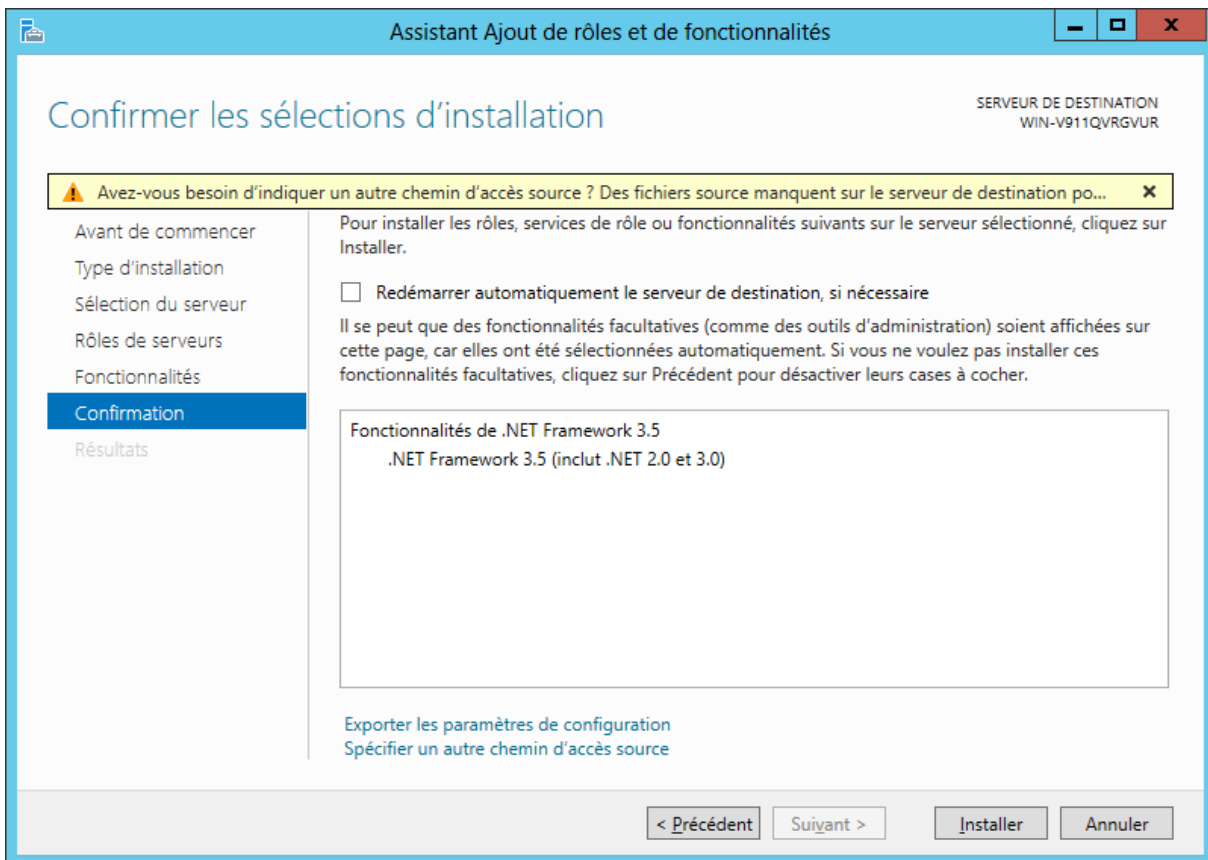 Assistant Ajout de rôles et de fonctionnalités
Confirmer les sélections d'installation
SERVEUR DE DESTINATION
WIN-V911QVRGVUR
Avez-vous besoin d'indiquer un autre chemin d'accès source ? Des fichiers source manquent sur le serveur de destination po...
Avant de commencer
Type d'installation
Sélection du serveur
Rôles de serveurs
Fonctionnalités
Confirmation
Résultats
Pour installer les rôles, services de rôle ou fonctionnalités suivants sur le serveur sélectionné, cliquez sur
Installer.
Redémarrer automatiquement le serveur de destination, si nécessaire
Il se peut que des fonctionnalités facultatives (comme des outils d'administration) soient affichées sur
cette page, car elles ont été sélectionnées automatiquement. Si vous ne voulez pas installer ces
fonctionnalités facultatives, cliquez sur Précédent pour désactiver leurs cases à cocher.
Fonctionnalités de .NET Framework 3.5
.NET Framework 3.5 (inclut .NET 2.0 et 3.0)
Exporter les paramètres de configuration
Spécifier un autre chemin d'accès source
< Précédent
Suivant >
Installer
Annuler